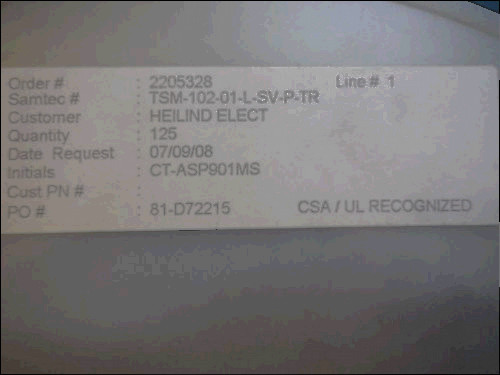 Order # : 2205328 Line # 1
Samtec # : TSM-102-01-L-SV-P-TR
Customer : HEILIND ELECT
Quantity : 125
Date Request : 07/09/08
Initials : CT-ASP901MS
Cust PN # :
PO # : 81-D72215 CSA / UL RECOGNIZED